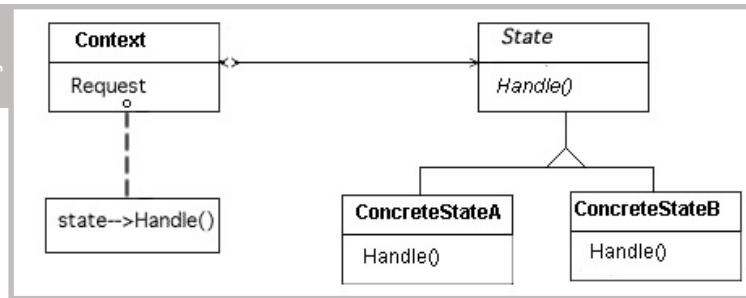 Context
Request
state-->Handle()
State
Handle()
ConcreteStateA
Handle()
ConcreteStateB
Handle()